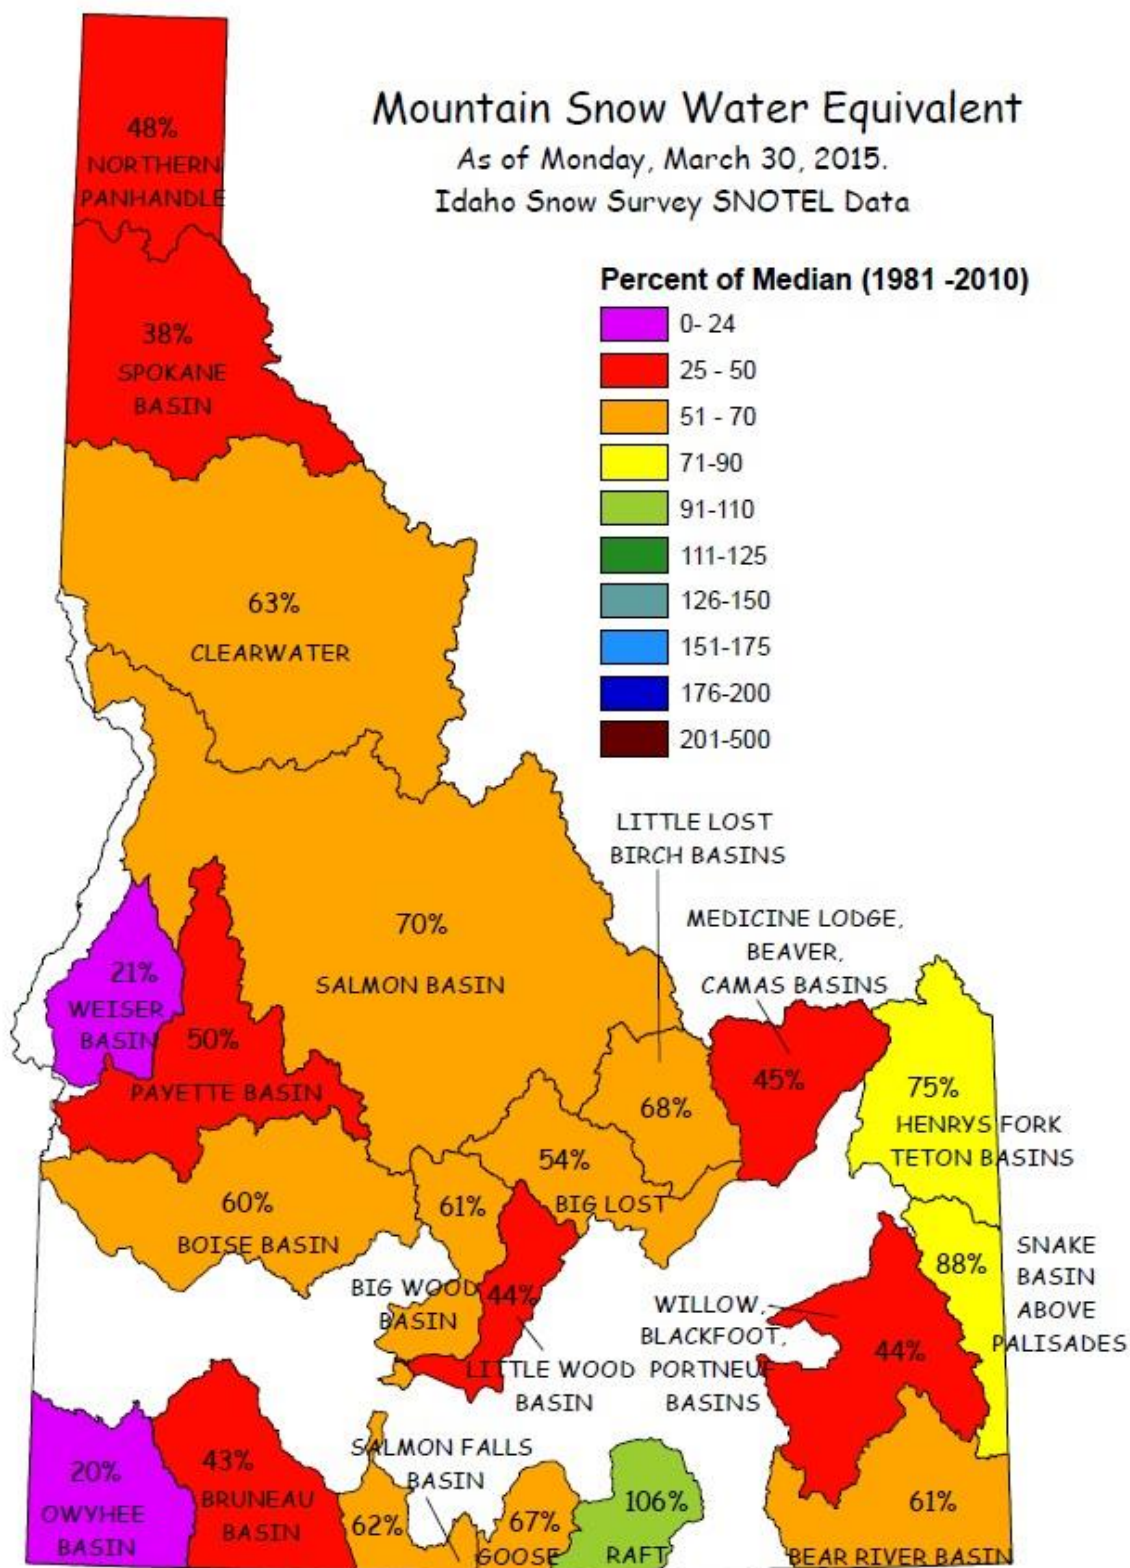 Mountain Snow Water Equivalent
As of Monday, March 30, 2015.
Idaho Snow Survey SNOTEL Data
Percent of Median (1981 -2010)
0- 24
25 - 50
51 - 70
71-90
91-110
111-125
126-150
151-175
176-200
201-500
48%
NORTHERN
PANHANDLE
38%
SPOKANE
BASIN
63%
CLEARWATER
70%
SALMON BASIN
LITTLE LOST
BIRCH BASINS
68%
MEDICINE LODGE,
BEAVER,
CAMAS BASINS
45%
21%
WEISER
BASIN
50%
PAYETTE BASIN
75%
HENRYS FORK
TETON BASINS
60%
BOISE BASIN
61%
BIG WOOD
BASIN
54%
BIG LOST
44%
LITTLE WOOD
BASIN
88%
SNAKE
BASIN
ABOVE
PALISADES
WILLOW,
BLACKFOOT,
PORTNEUF
BASINS
44%
20%
OWYHEE
BASIN
43%
BRUNEAU
BASIN
SALMON FALLS
BASIN
62%
67%
GOOSE
106%
RAFT
61%
BEAR RIVER BASIN